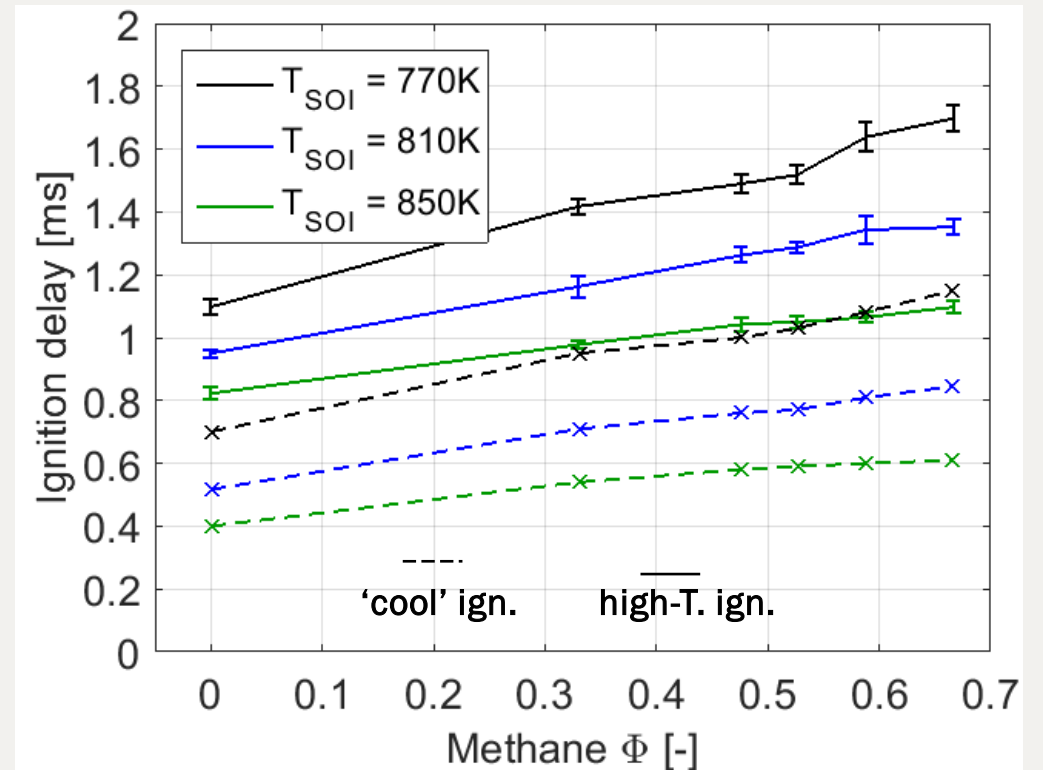 2
1.8
1.6
1.4
1.2
1
0.8
0.6
0.4
0.2
0
Ignition delay [ms]
T_SOI = 770K
T_SOI = 810K
T_SOI = 850K
‘cool’ ign.
high-T. ign.
0 0.1 0.2 0.3 0.4 0.5 0.6 0.7
Methane Φ [-]